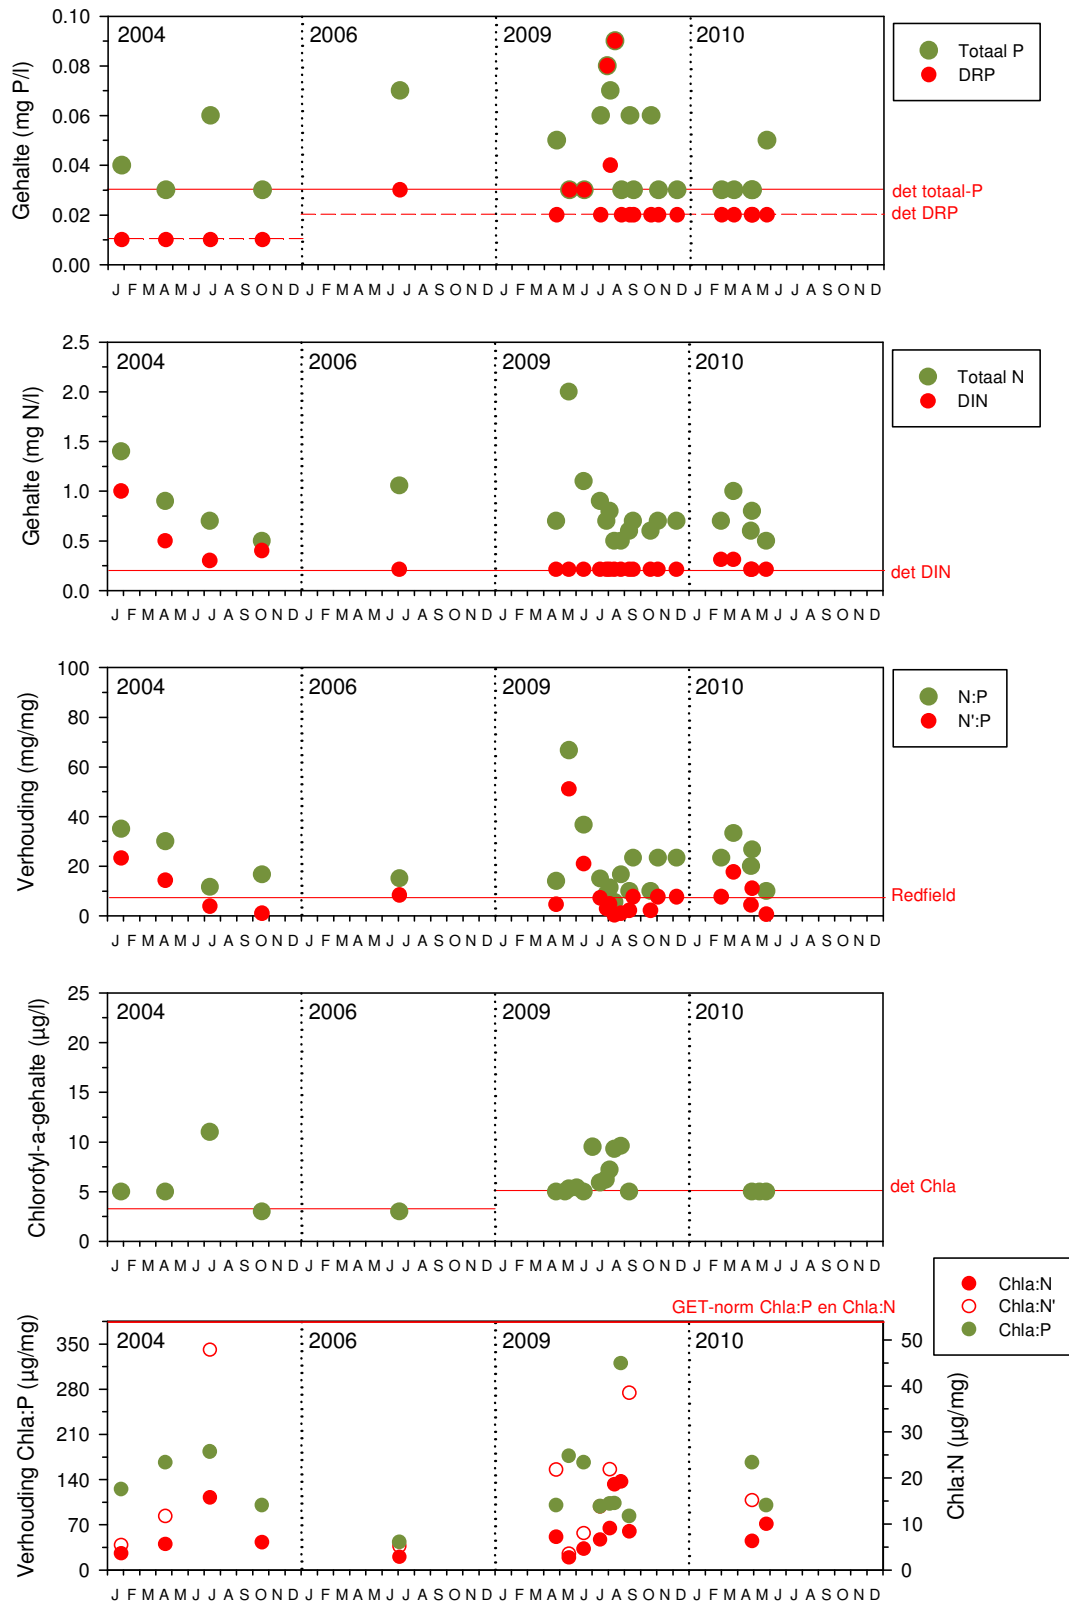 Gehalte (mg P/l)
0.10
0.08
0.06
0.04
0.02
0.00
2004
2006
2009
2010
Totaal P
DRP
det totaal-P
det DRP
J F M A M J J A S O N D J F M A M J J A S O N D J F M A M J J A S O N D J F M A M J J A S O N D
Gehalte (mg N/l)
2.5
2.0
1.5
1.0
0.5
0.0
2004
2006
2009
2010
Totaal N
DIN
det DIN
J F M A M J J A S O N D J F M A M J J A S O N D J F M A M J J A S O N D J F M A M J J A S O N D
Verhouding (mg/mg)
100
80
60
40
20
0
2004
2006
2009
2010
N:P
N':P
Redfield
J F M A M J J A S O N D J F M A M J J A S O N D J F M A M J J A S O N D J F M A M J J A S O N D
Chlorofyl-a-gehalte (µg/l)
25
20
15
10
5
0
2004
2006
2009
2010
det Chla
J F M A M J J A S O N D J F M A M J J A S O N D J F M A M J J A S O N D J F M A M J J A S O N D
GET-norm Chla:P en Chla:N
Chla:N
Chla:N'
Chla:P
Verhouding Chla:P (µg/mg)
350
280
210
140
70
0
2004
2006
2009
2010
50
40
30
20
10
0
Chla:N (µg/mg)
J F M A M J J A S O N D J F M A M J J A S O N D J F M A M J J A S O N D J F M A M J J A S O N D